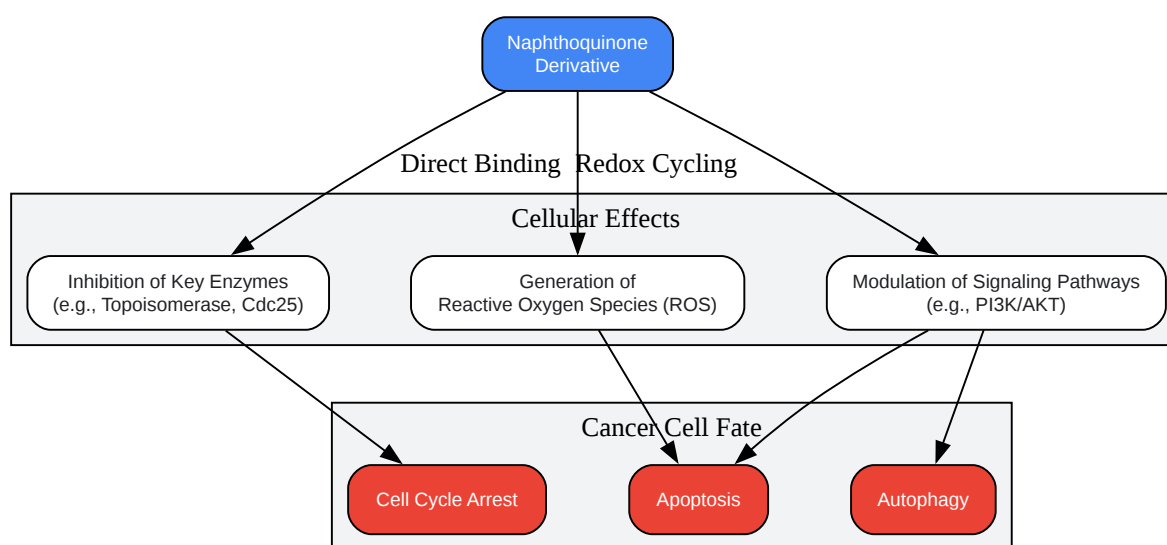 Naphthoquinone
Derivative
Direct Binding
Redox Cycling
Cellular Effects
Inhibition of Key Enzymes
(e.g., Topoisomerase, Cdc25)
Generation of
Reactive Oxygen Species (ROS)
Modulation of Signaling Pathways
(e.g., PI3K/AKT)
Cancer Cell Fate
Cell Cycle Arrest
Apoptosis
Autophagy